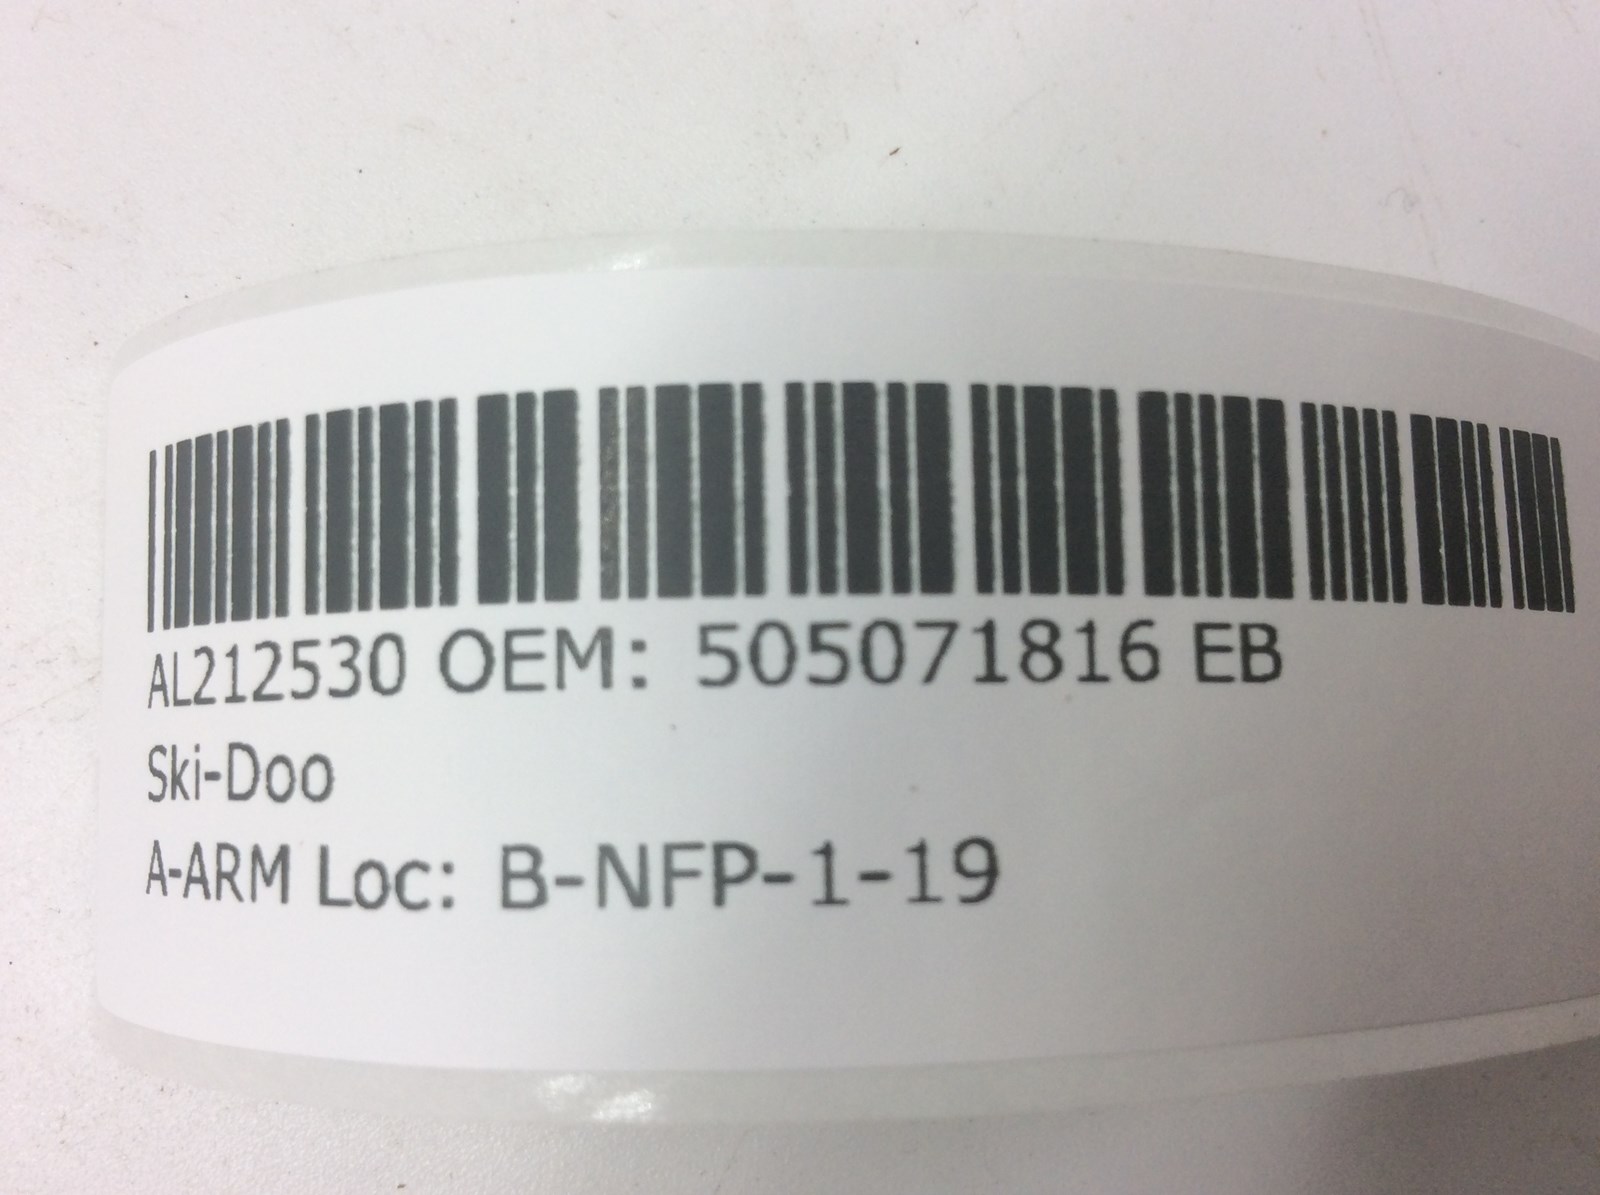 AL212530 OEM: 505071816 EB
Ski-Doo
A-ARM Loc: B-NFP-1-19